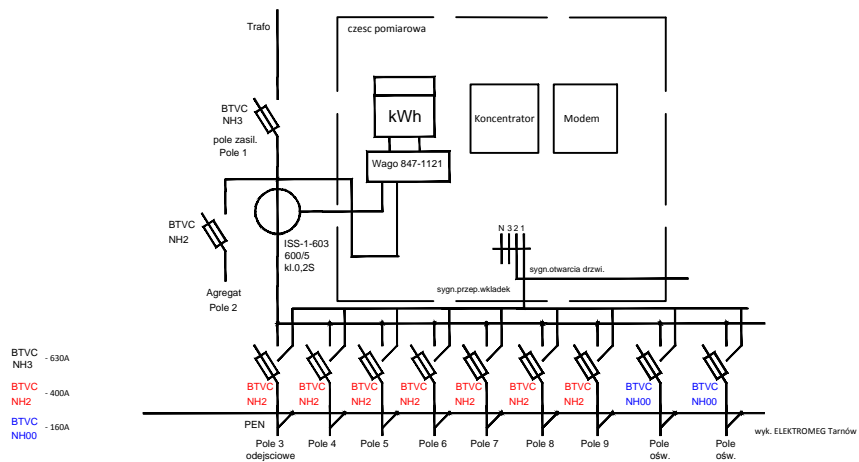 Trafo
czesc pomiarowa
BTVC
NH3
pole zasil.
Pole 1
kWh
Koncentrator
Modem
Wago 847-1121
BTVC
NH2
ISS-1-603
600/5
kl.0,2S
N 3 2 1
sygn.otwarcia drzwi.
sygn.przep.wkladek
Agregat
Pole 2
BTVC
NH3
- 630A
BTVC
NH2
- 400A
BTVC
NH00
- 160A
BTVC
NH2
BTVC
NH2
BTVC
NH2
BTVC
NH2
BTVC
NH2
BTVC
NH2
BTVC
NH2
BTVC
NH00
BTVC
NH00
PEN
wyk. ELEKTROMEG Tarnów
Pole 3
odejsciowe
Pole 4
Pole 5
Pole 6
Pole 7
Pole 8
Pole 9
Pole
ośw.
Pole
ośw.